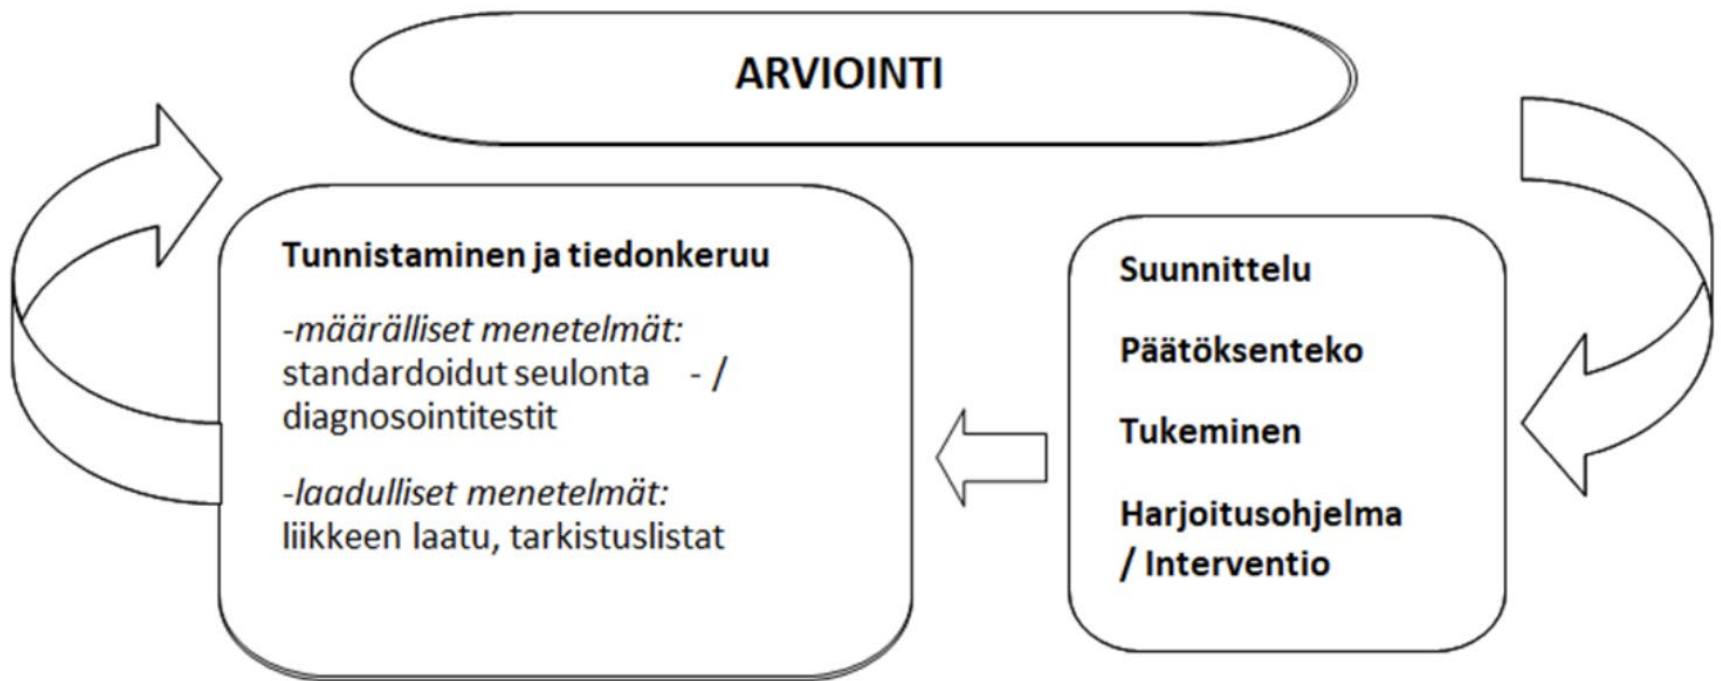 ARVIOINTI
Tunnistaminen ja tiedonkeruu
-määrälliset menetelmät:
standardoidut seulonta - /
diagnosointitestit
-laadulliset menetelmät:
liikkeen laatu, tarkistuslistat
Suunnittelu
Päätöksenteko
Tukeminen
Harjoitusohjelma
/ Interventio